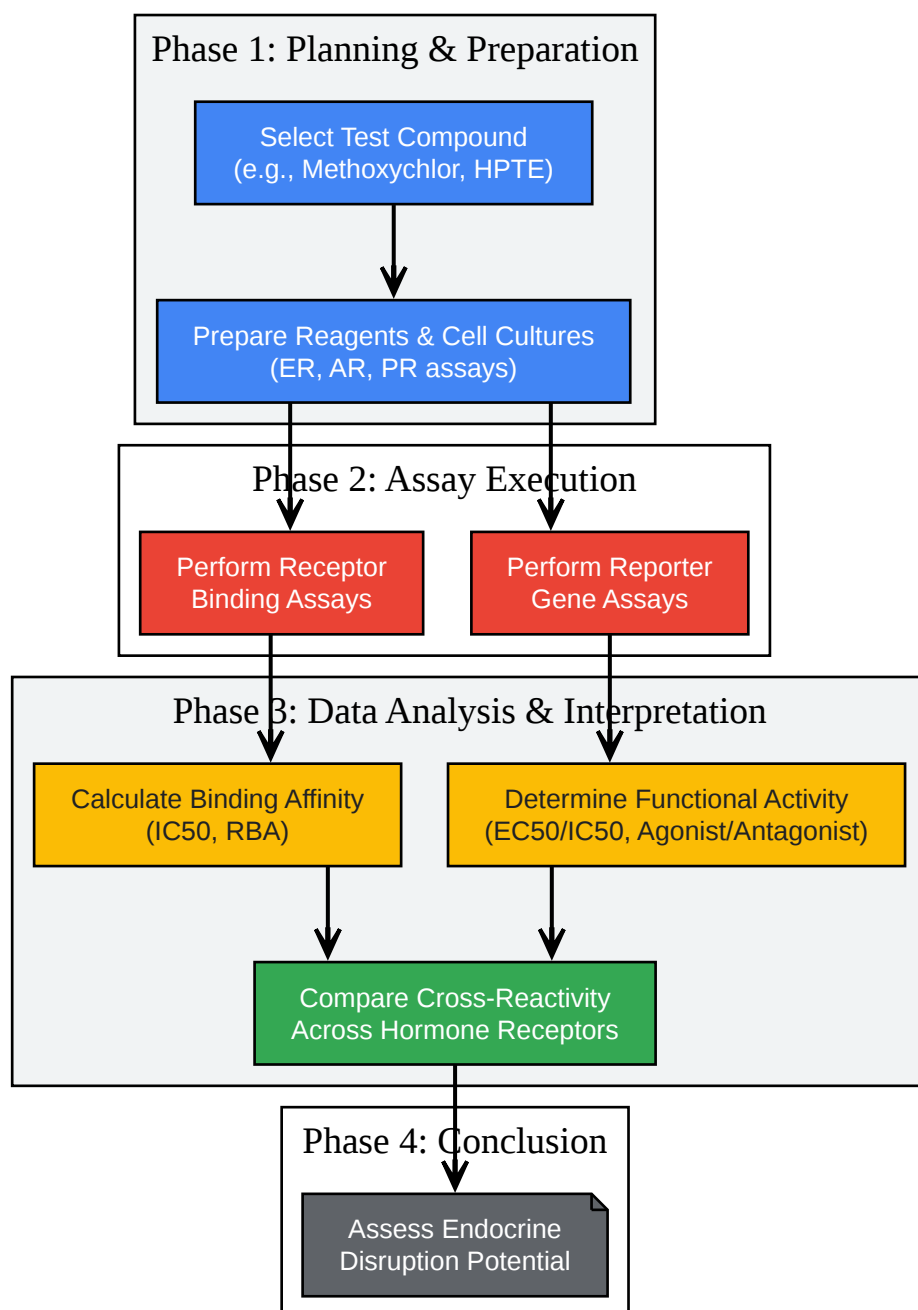 Phase 1: Planning & Preparation
Select Test Compound
(e.g., Methoxychlor, HPTE)
Prepare Reagents & Cell Cultures
(ER, AR, PR assays)
Phase 2: Assay Execution
Perform Receptor
Binding Assays
Perform Reporter
Gene Assays
Phase 3: Data Analysis & Interpretation
Calculate Binding Affinity
(IC50, RBA)
Determine Functional Activity
(EC50/IC50, Agonist/Antagonist)
Compare Cross-Reactivity
Across Hormone Receptors
Phase 4: Conclusion
Assess Endocrine
Disruption Potential